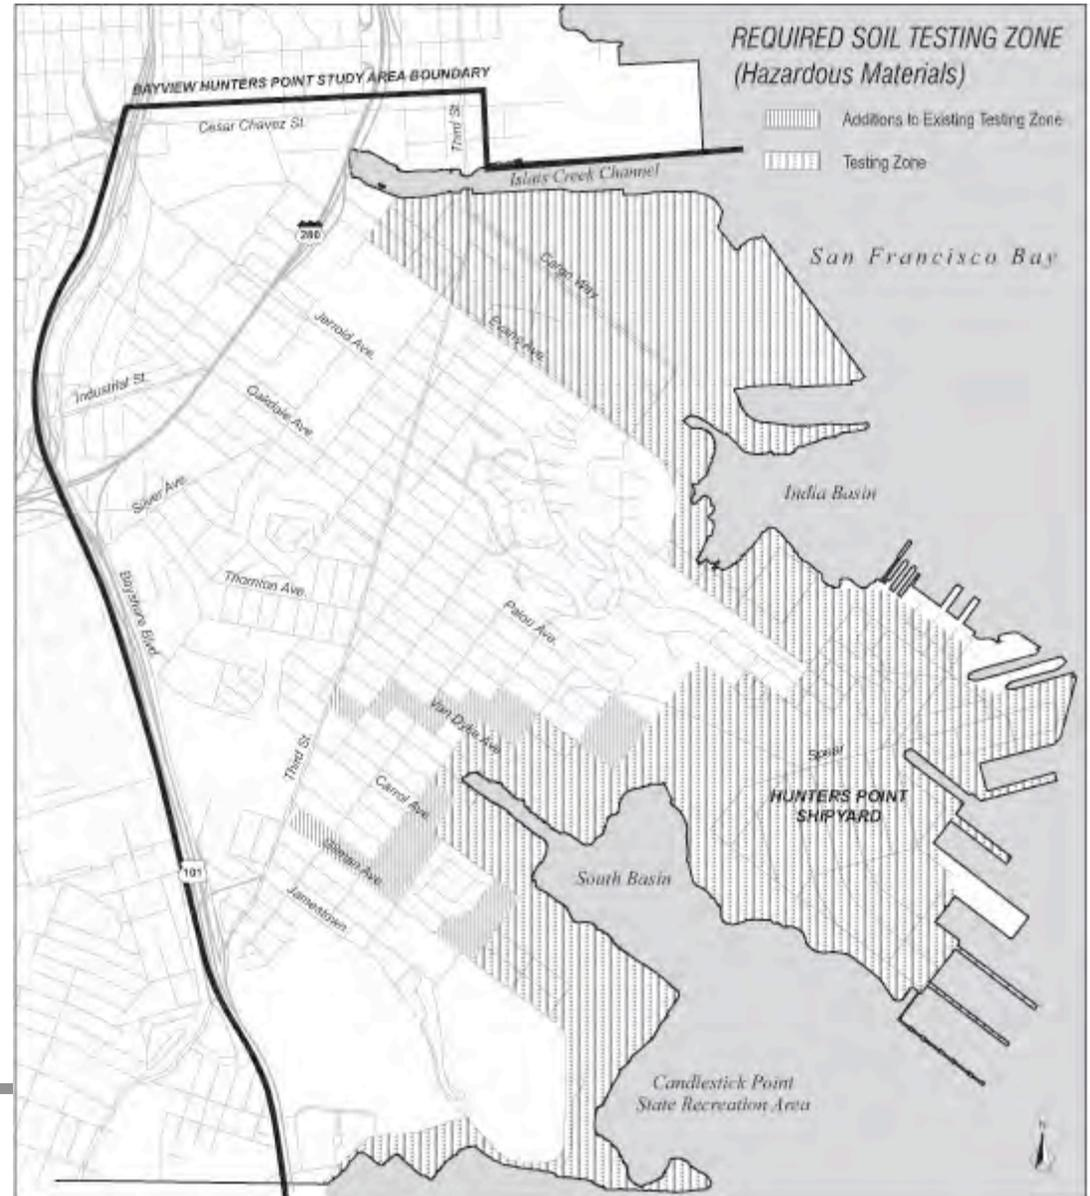 REQUIRED SOIL TESTING ZONE
(Hazardous Materials)
Additions to Existing Testing Zone
Testing Zone
BAYVIEW HUNTERS POINT STUDY AREA BOUNDARY
Cesar Chavez St.
Third St
Islais Creek Channel
280
San Francisco Bay
Cargo Way
Evans Ave.
Jerrold Ave.
Industrial St.
Oakdale Ave
Silver Ave.
India Basin
Bayshore Blvd
Thornton Ave.
Palou Ave.
Van Dyke Ave
Third St.
Spear
Carrol Ave.
HUNTERS POINT
SHIPYARD
Gilman Ave.
101
South Basin
Jamestown
Candlestick Point
State Recreation Area
N